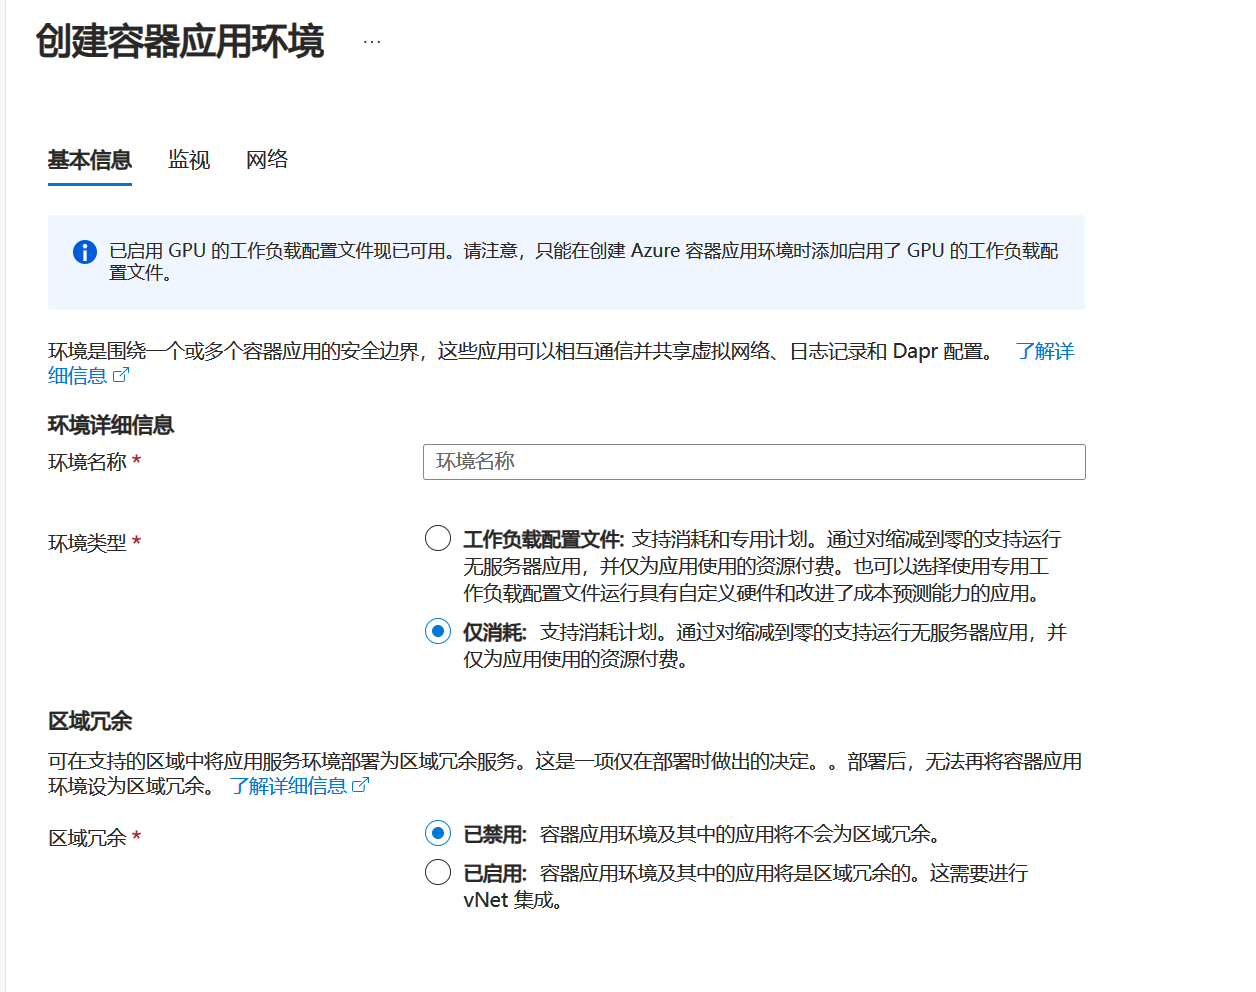 创建容器应用环境 ···
基本信息 监视 网络
已启用 GPU 的工作负载配置文件现已可用。请注意，只能在创建 Azure 容器应用环境时添加启用了 GPU 的工作负载配
置文件。
环境是围绕一个或多个容器应用的安全边界，这些应用可以相互通信并共享虚拟网络、日志记录和 Dapr 配置。 了解详
细信息
环境详细信息
环境名称 *
环境名称
环境类型 *
工作负载配置文件: 支持消耗和专用计划。通过对缩减到零的支持运行
无服务器应用，并仅为应用使用的资源付费。也可以选择使用专用工
作负载配置文件运行具有自定义硬件和改进了成本预测能力的应用。
仅消耗: 支持消耗计划。通过对缩减到零的支持运行无服务器应用，并
仅为应用使用的资源付费。
区域冗余
可在支持的区域中将应用服务环境部署为区域冗余服务。这是一项仅在部署时做出的决定。。部署后，无法再将容器应用
环境设为区域冗余。 了解详细信息
区域冗余 *
已禁用: 容器应用环境及其中的应用将不会为区域冗余。
已启用: 容器应用环境及其中的应用将是区域冗余的。这需要进行
vNet 集成。